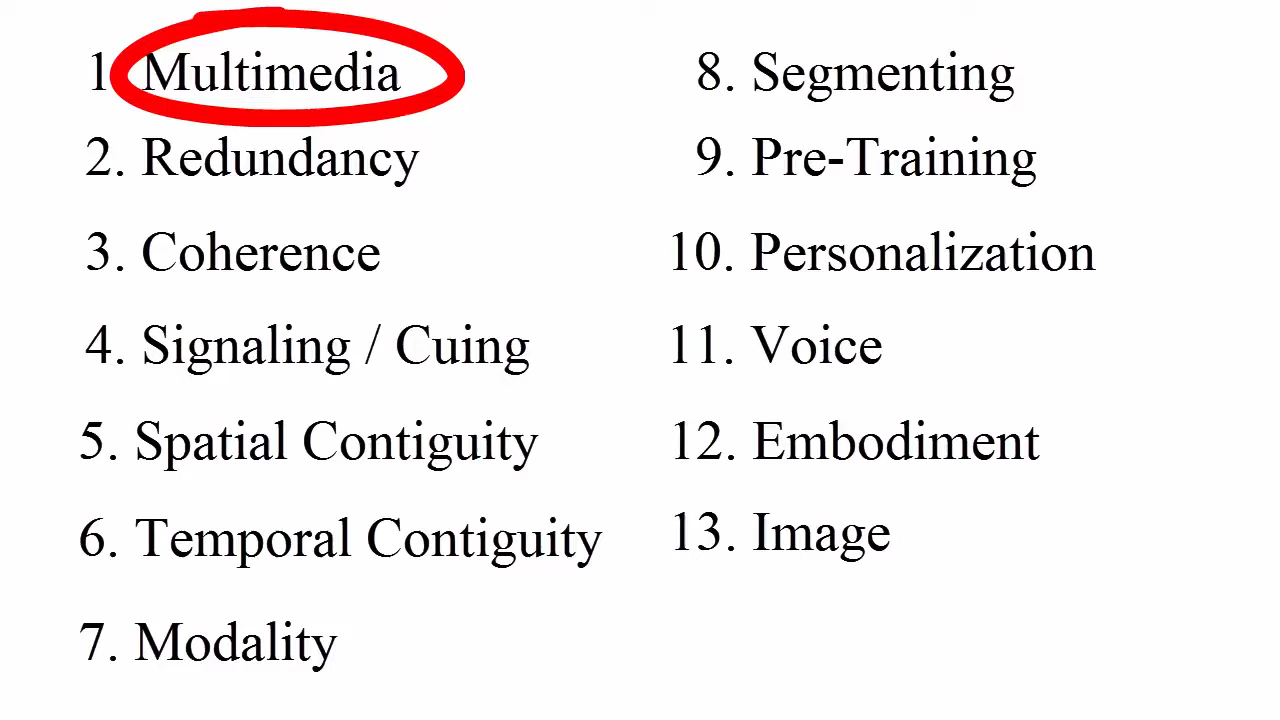 1 Multimedia
2. Redundancy
3. Coherence
4. Signaling / Cuing
5. Spatial Contiguity
6. Temporal Contiguity
7. Modality
8. Segmenting
9. Pre-Training
10. Personalization
11. Voice
12. Embodiment
13. Image